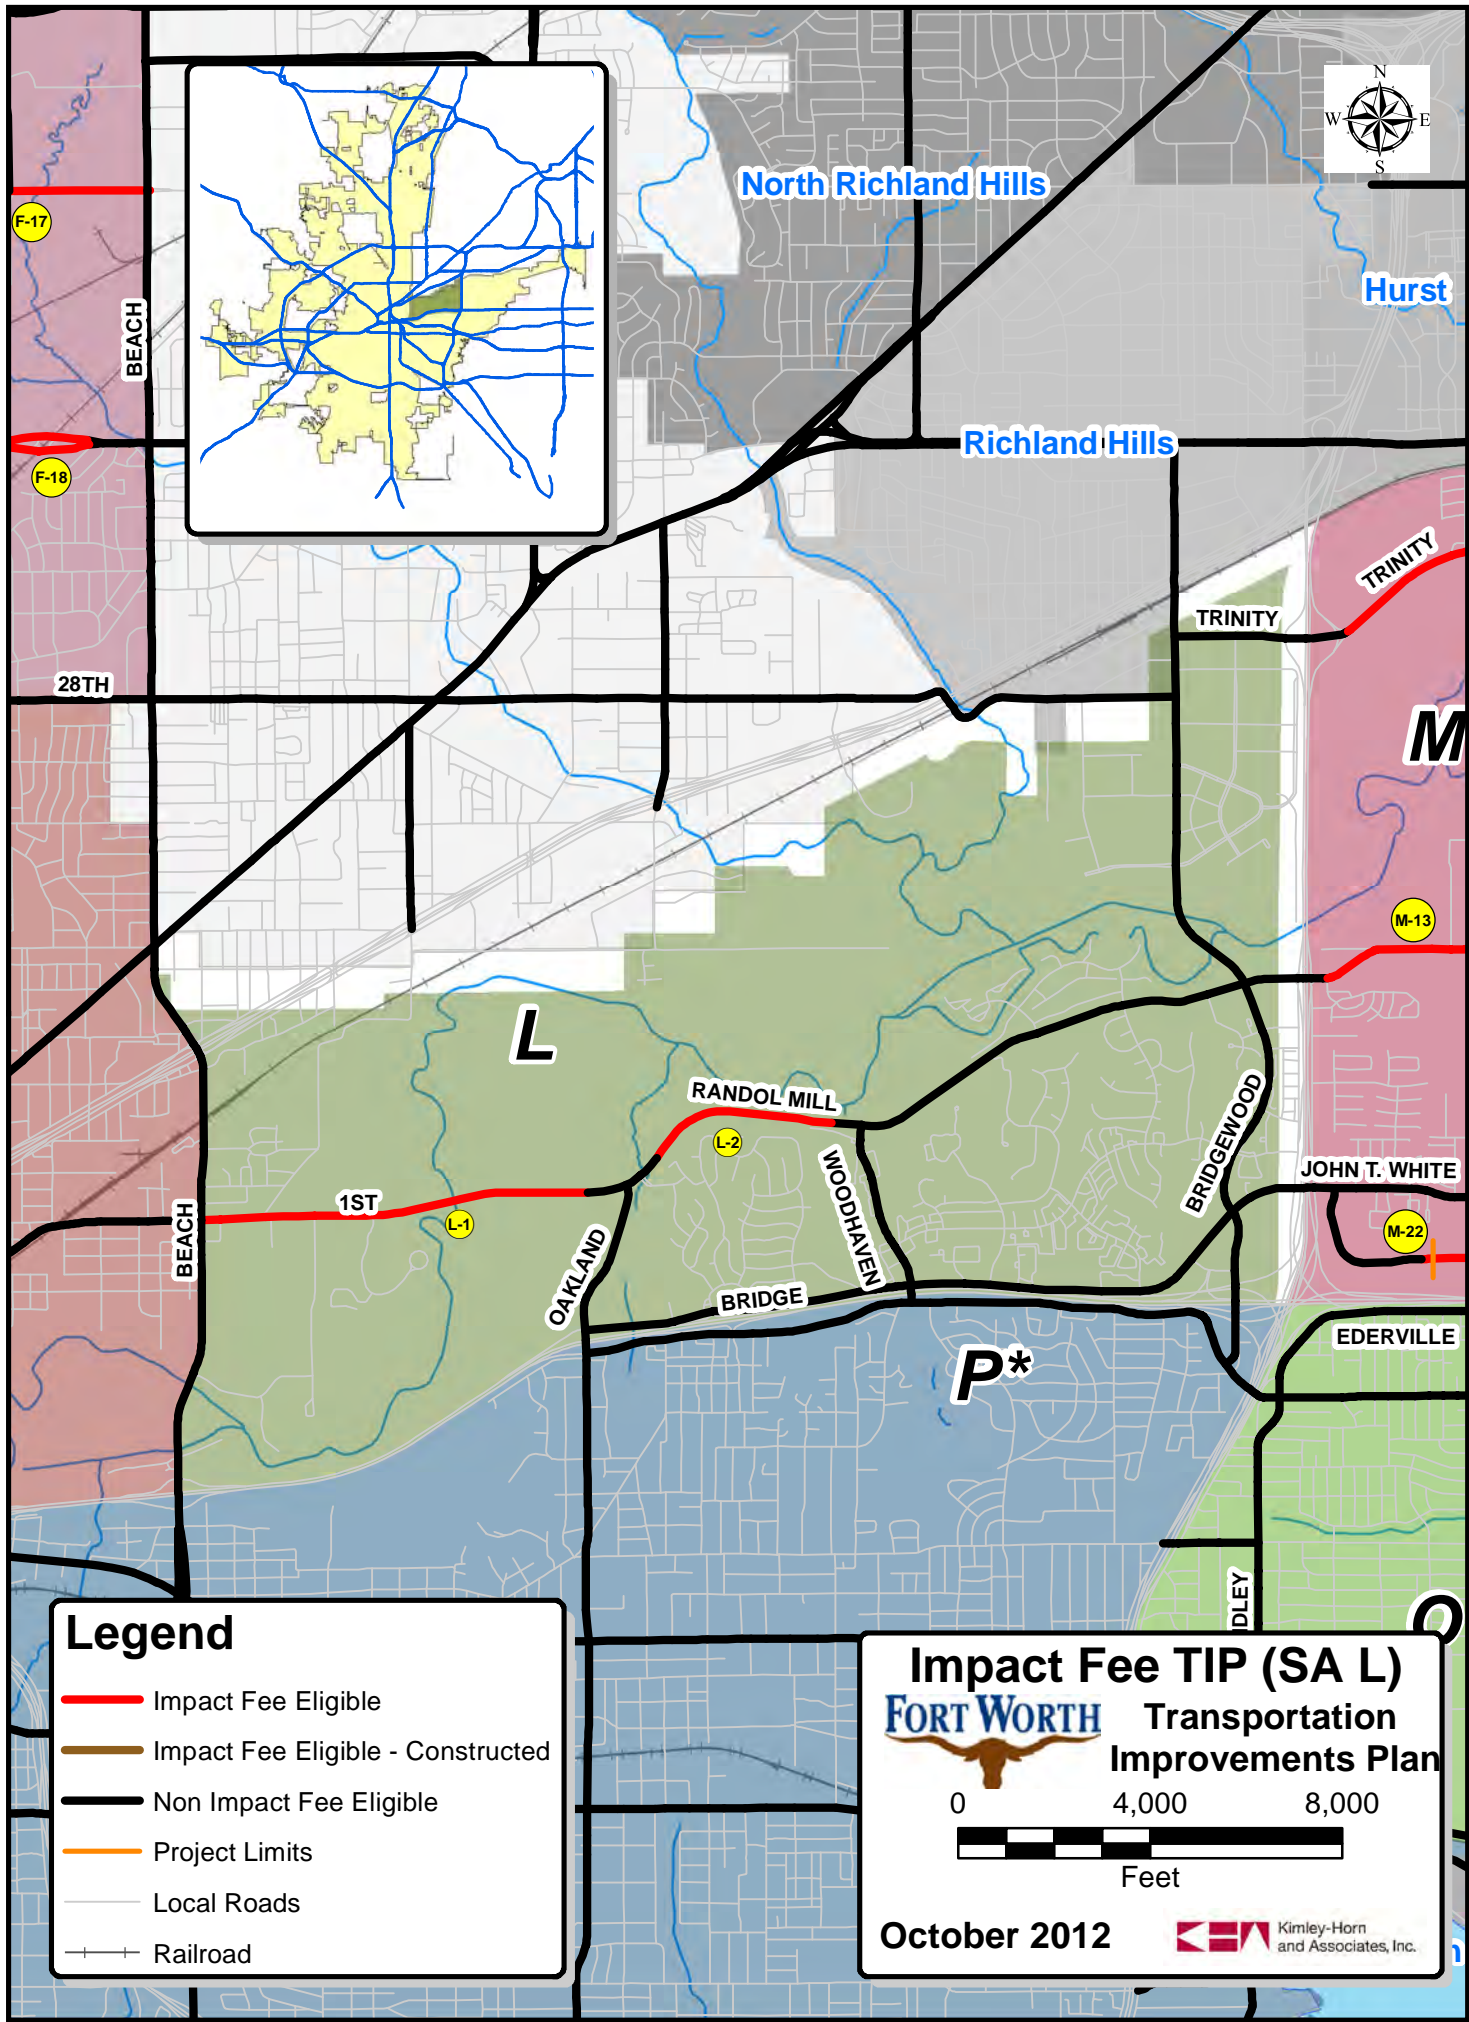 N
W
E
S
North Richland Hills
F-17
Hurst
BEACH
Richland Hills
F-18
TRINITY
TRINITY
28TH
M
M-13
L
RANDOL MILL
L-2
BRIDGEWOOD
WOODHAVEN
JOHN T. WHITE
1ST
L-1
BEACH
M-22
OAKLAND
BRIDGE
EDERVILLE
P*
IDLEY
O
Legend
Impact Fee Eligible
Impact Fee Eligible - Constructed
Non Impact Fee Eligible
Project Limits
Local Roads
Railroad
Impact Fee TIP (SA L)
FORT WORTH
Transportation
Improvements Plan
0 4,000 8,000
Feet
October 2012
Kimley-Horn
and Associates, Inc.